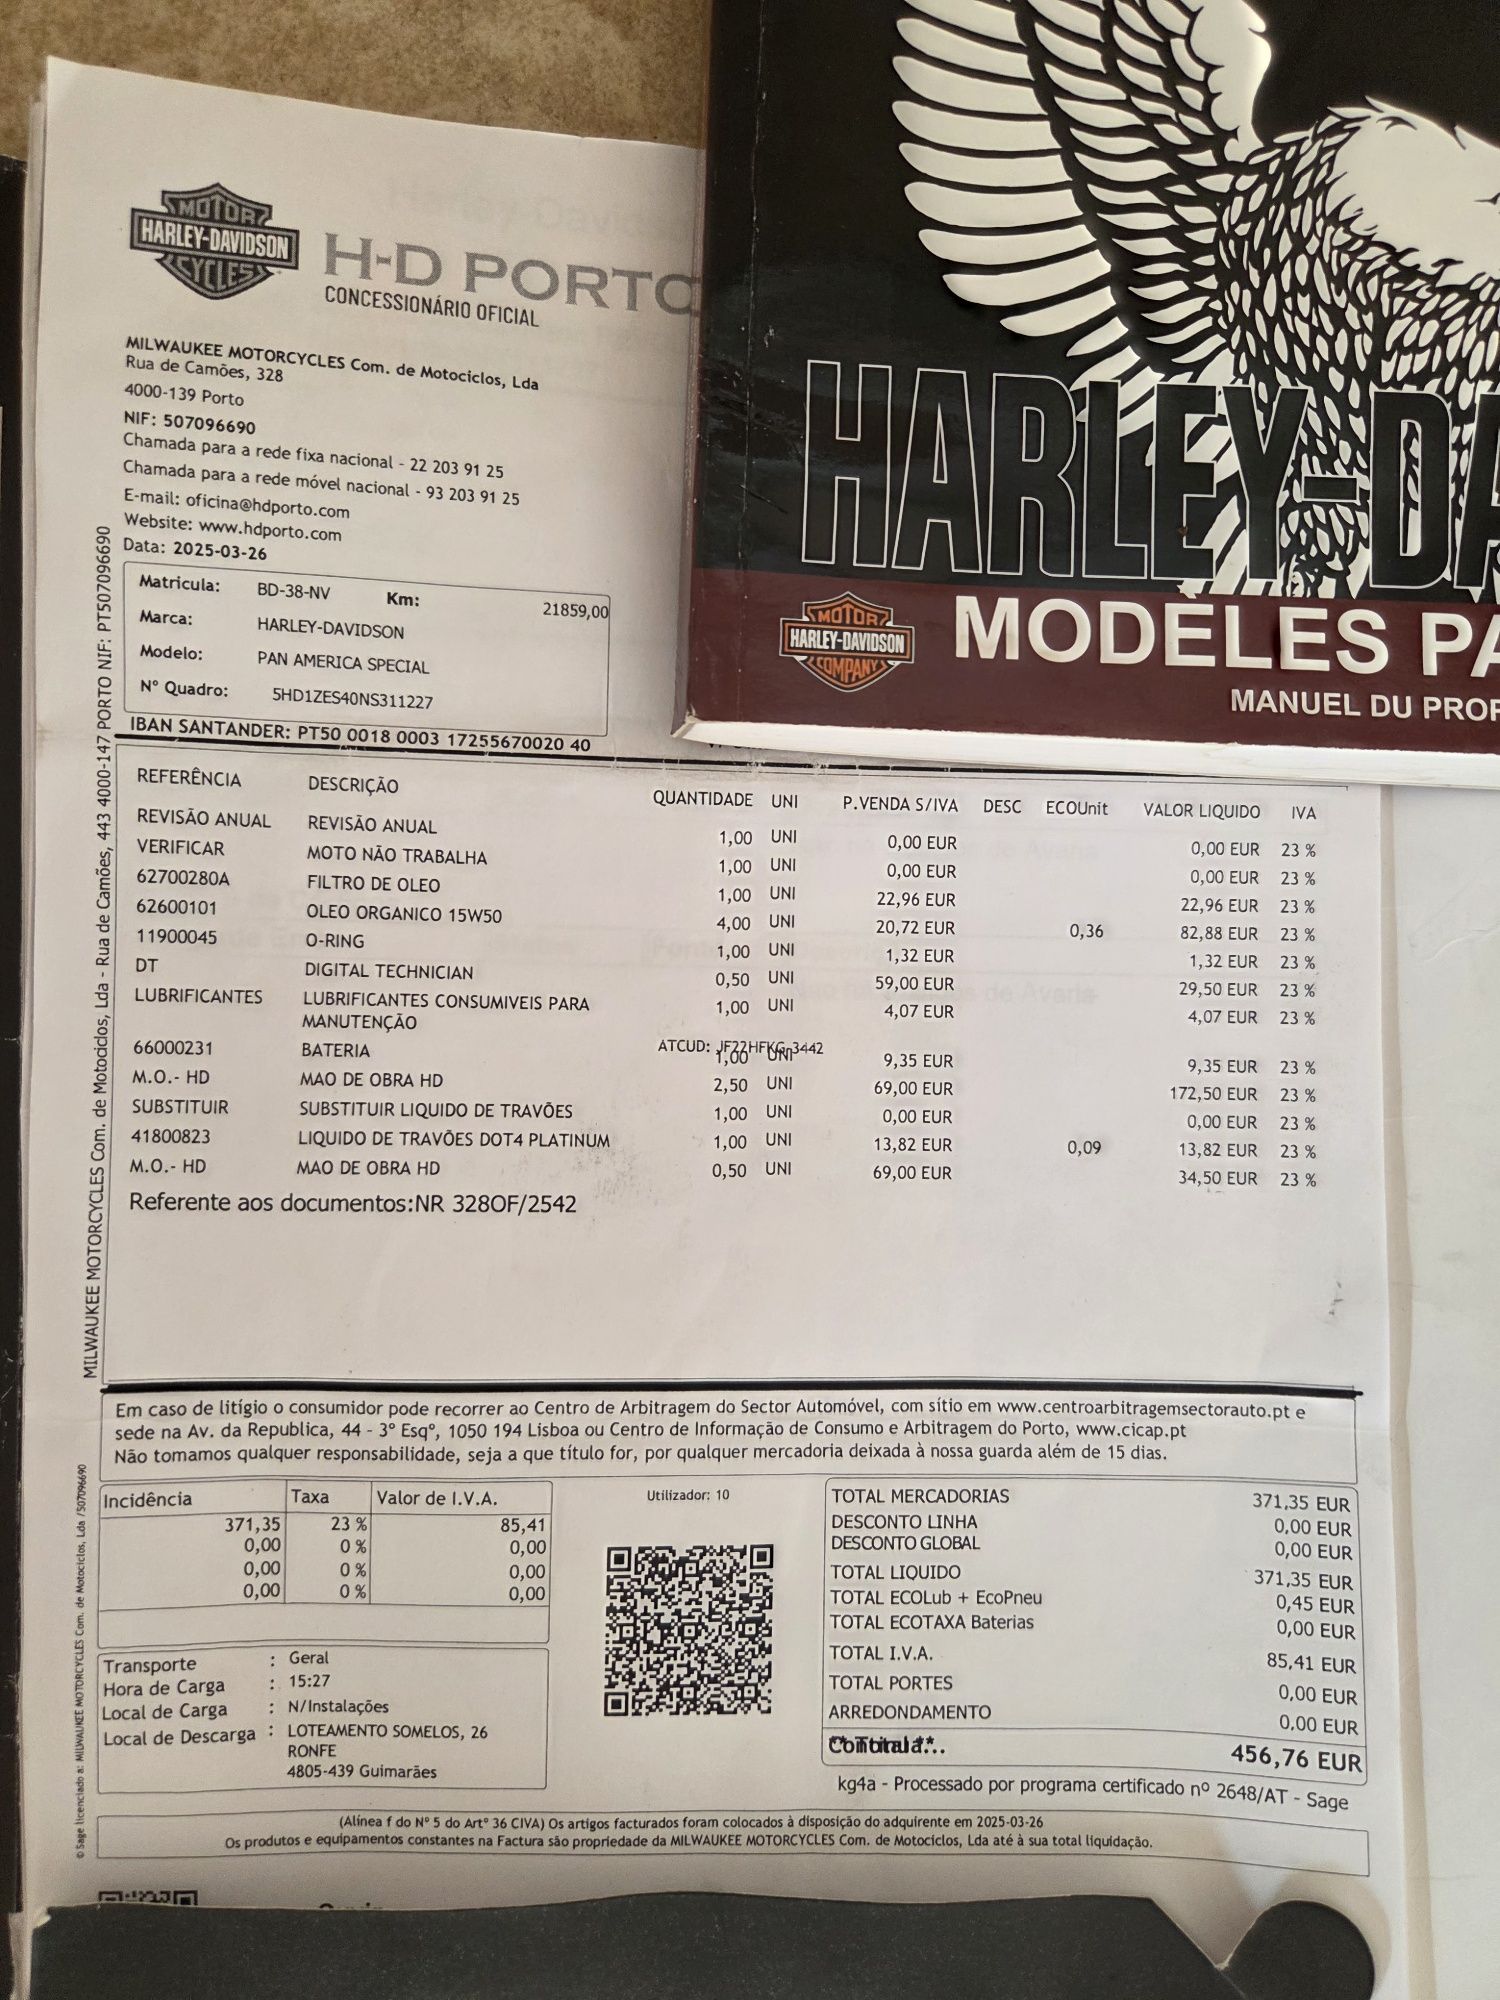 MOTOR
HARLEY-DAVIDSON
CYCLES
H-D PORTO
CONCESSIONÁRIO OFICIAL
MILWAUKEE MOTORCYCLES Com. de Motociclos, Lda
Rua de Camões, 328
4000-139 Porto
NIF: 507096690
Chamada para a rede fixa nacional - 22 203 91 25
Chamada para a rede móvel nacional - 93 203 91 25
E-mail: oficina@hdporto.com
Website: www.hdporto.com
Data: 2025-03-26
Matricula: BD-38-NV Km: 21859,00
Marca: HARLEY-DAVIDSON
Modelo: PAN AMERICA SPECIAL
Nº Quadro: 5HD1ZES40NS311227
IBAN SANTANDER: PT50 0018 0003 17255670020 40
HARLEY-DA
MOTOR
HARLEY-DAVIDSON
COMPANY
MODÈLES PA
MANUEL DU PROP
MILWAUKEE MOTORCYCLES Com. de Motociclos, Lda - Rua de Camões, 443 4000-147 PORTO NIF: PT507096690
REFERÊNCIA DESCRIÇÃO QUANTIDADE UNI P.VENDA S/IVA DESC ECOUnit VALOR LIQUIDO IVA
REVISÃO ANUAL REVISÃO ANUAL 1,00 UNI 0,00 EUR 0,00 EUR 23 %
VERIFICAR MOTO NÃO TRABALHA 1,00 UNI 0,00 EUR 0,00 EUR 23 %
62700280A FILTRO DE OLEO 1,00 UNI 22,96 EUR 22,96 EUR 23 %
62600101 OLEO ORGANICO 15W50 4,00 UNI 20,72 EUR 0,36 82,88 EUR 23 %
11900045 O-RING 1,00 UNI 1,32 EUR 1,32 EUR 23 %
DT DIGITAL TECHNICIAN 0,50 UNI 59,00 EUR 29,50 EUR 23 %
LUBRIFICANTES LUBRIFICANTES CONSUMIVEIS PARA 1,00 UNI 4,07 EUR 4,07 EUR 23 %
MANUTENÇÃO
ATCUD: JF22HFKG-3442
66000231 BATERIA 1,00 UNI 9,35 EUR 9,35 EUR 23 %
M.O.- HD MAO DE OBRA HD 2,50 UNI 69,00 EUR 172,50 EUR 23 %
SUBSTITUIR SUBSTITUIR LIQUIDO DE TRAVÕES 1,00 UNI 0,00 EUR 0,00 EUR 23 %
41800823 LIQUIDO DE TRAVÕES DOT4 PLATINUM 1,00 UNI 13,82 EUR 0,09 13,82 EUR 23 %
M.O.- HD MAO DE OBRA HD 0,50 UNI 69,00 EUR 34,50 EUR 23 %
Referente aos documentos:NR 328OF/2542
Em caso de litígio o consumidor pode recorrer ao Centro de Arbitragem do Sector Automóvel, com sítio em www.centroarbitragemsectorauto.pt e
sede na Av. da Republica, 44 - 3º Esqº, 1050 194 Lisboa ou Centro de Informação de Consumo e Arbitragem do Porto, www.cicap.pt
Não tomamos qualquer responsabilidade, seja a que título for, por qualquer mercadoria deixada à nossa guarda além de 15 dias.
© Sage licenciado a: MILWAUKEE MOTORCYCLES Com. de Motociclos, Lda /507096690
Incidência Taxa Valor de I.V.A.
371,35 23 % 85,41
0,00 0 % 0,00
0,00 0 % 0,00
0,00 0 % 0,00
Transporte : Geral
Hora de Carga : 15:27
Local de Carga : N/Instalações
Local de Descarga : LOTEAMENTO SOMELOS, 26
RONFE
4805-439 Guimarães
Utilizador: 10
TOTAL MERCADORIAS 371,35 EUR
DESCONTO LINHA 0,00 EUR
DESCONTO GLOBAL 0,00 EUR
TOTAL LIQUIDO 371,35 EUR
TOTAL ECOLub + EcoPneu 0,45 EUR
TOTAL ECOTAXA Baterias 0,00 EUR
TOTAL I.V.A. 85,41 EUR
TOTAL PORTES 0,00 EUR
ARREDONDAMENTO 0,00 EUR
456,76 EUR
kg4a - Processado por programa certificado nº 2648/AT - Sage
(Alínea f do Nº 5 do Artº 36 CIVA) Os artigos facturados foram colocados à disposição do adquirente em 2025-03-26
Os produtos e equipamentos constantes na Factura são propriedade da MILWAUKEE MOTORCYCLES Com. de Motociclos, Lda até à sua total liquidação.